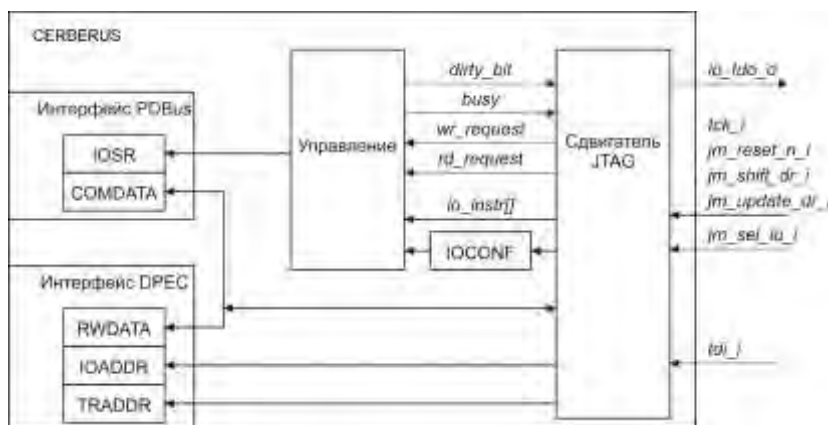 CERBERUS
Интерфейс PDBus
IOSR
COMDATA
Интерфейс DPEC
RWDATA
IOADDR
TRADDR
Управление
dirty_bit
busy
wr_request
rd_request
io_instr[]
IOCONF
Сдвигатель
JTAG
io_tdo_o
tck_i
jm_reset_n_i
jm_shift_dr_i
jm_update_dr_i
jm_sel_iu_i
tdi_i